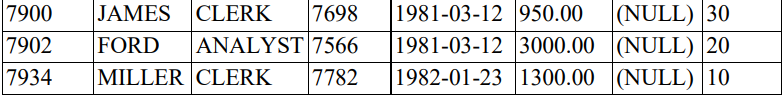 7900 JAMES CLERK 7698 1981-03-12 950.00 (NULL) 30
7902 FORD ANALYST 7566 1981-03-12 3000.00 (NULL) 20
7934 MILLER CLERK 7782 1982-01-23 1300.00 (NULL) 10